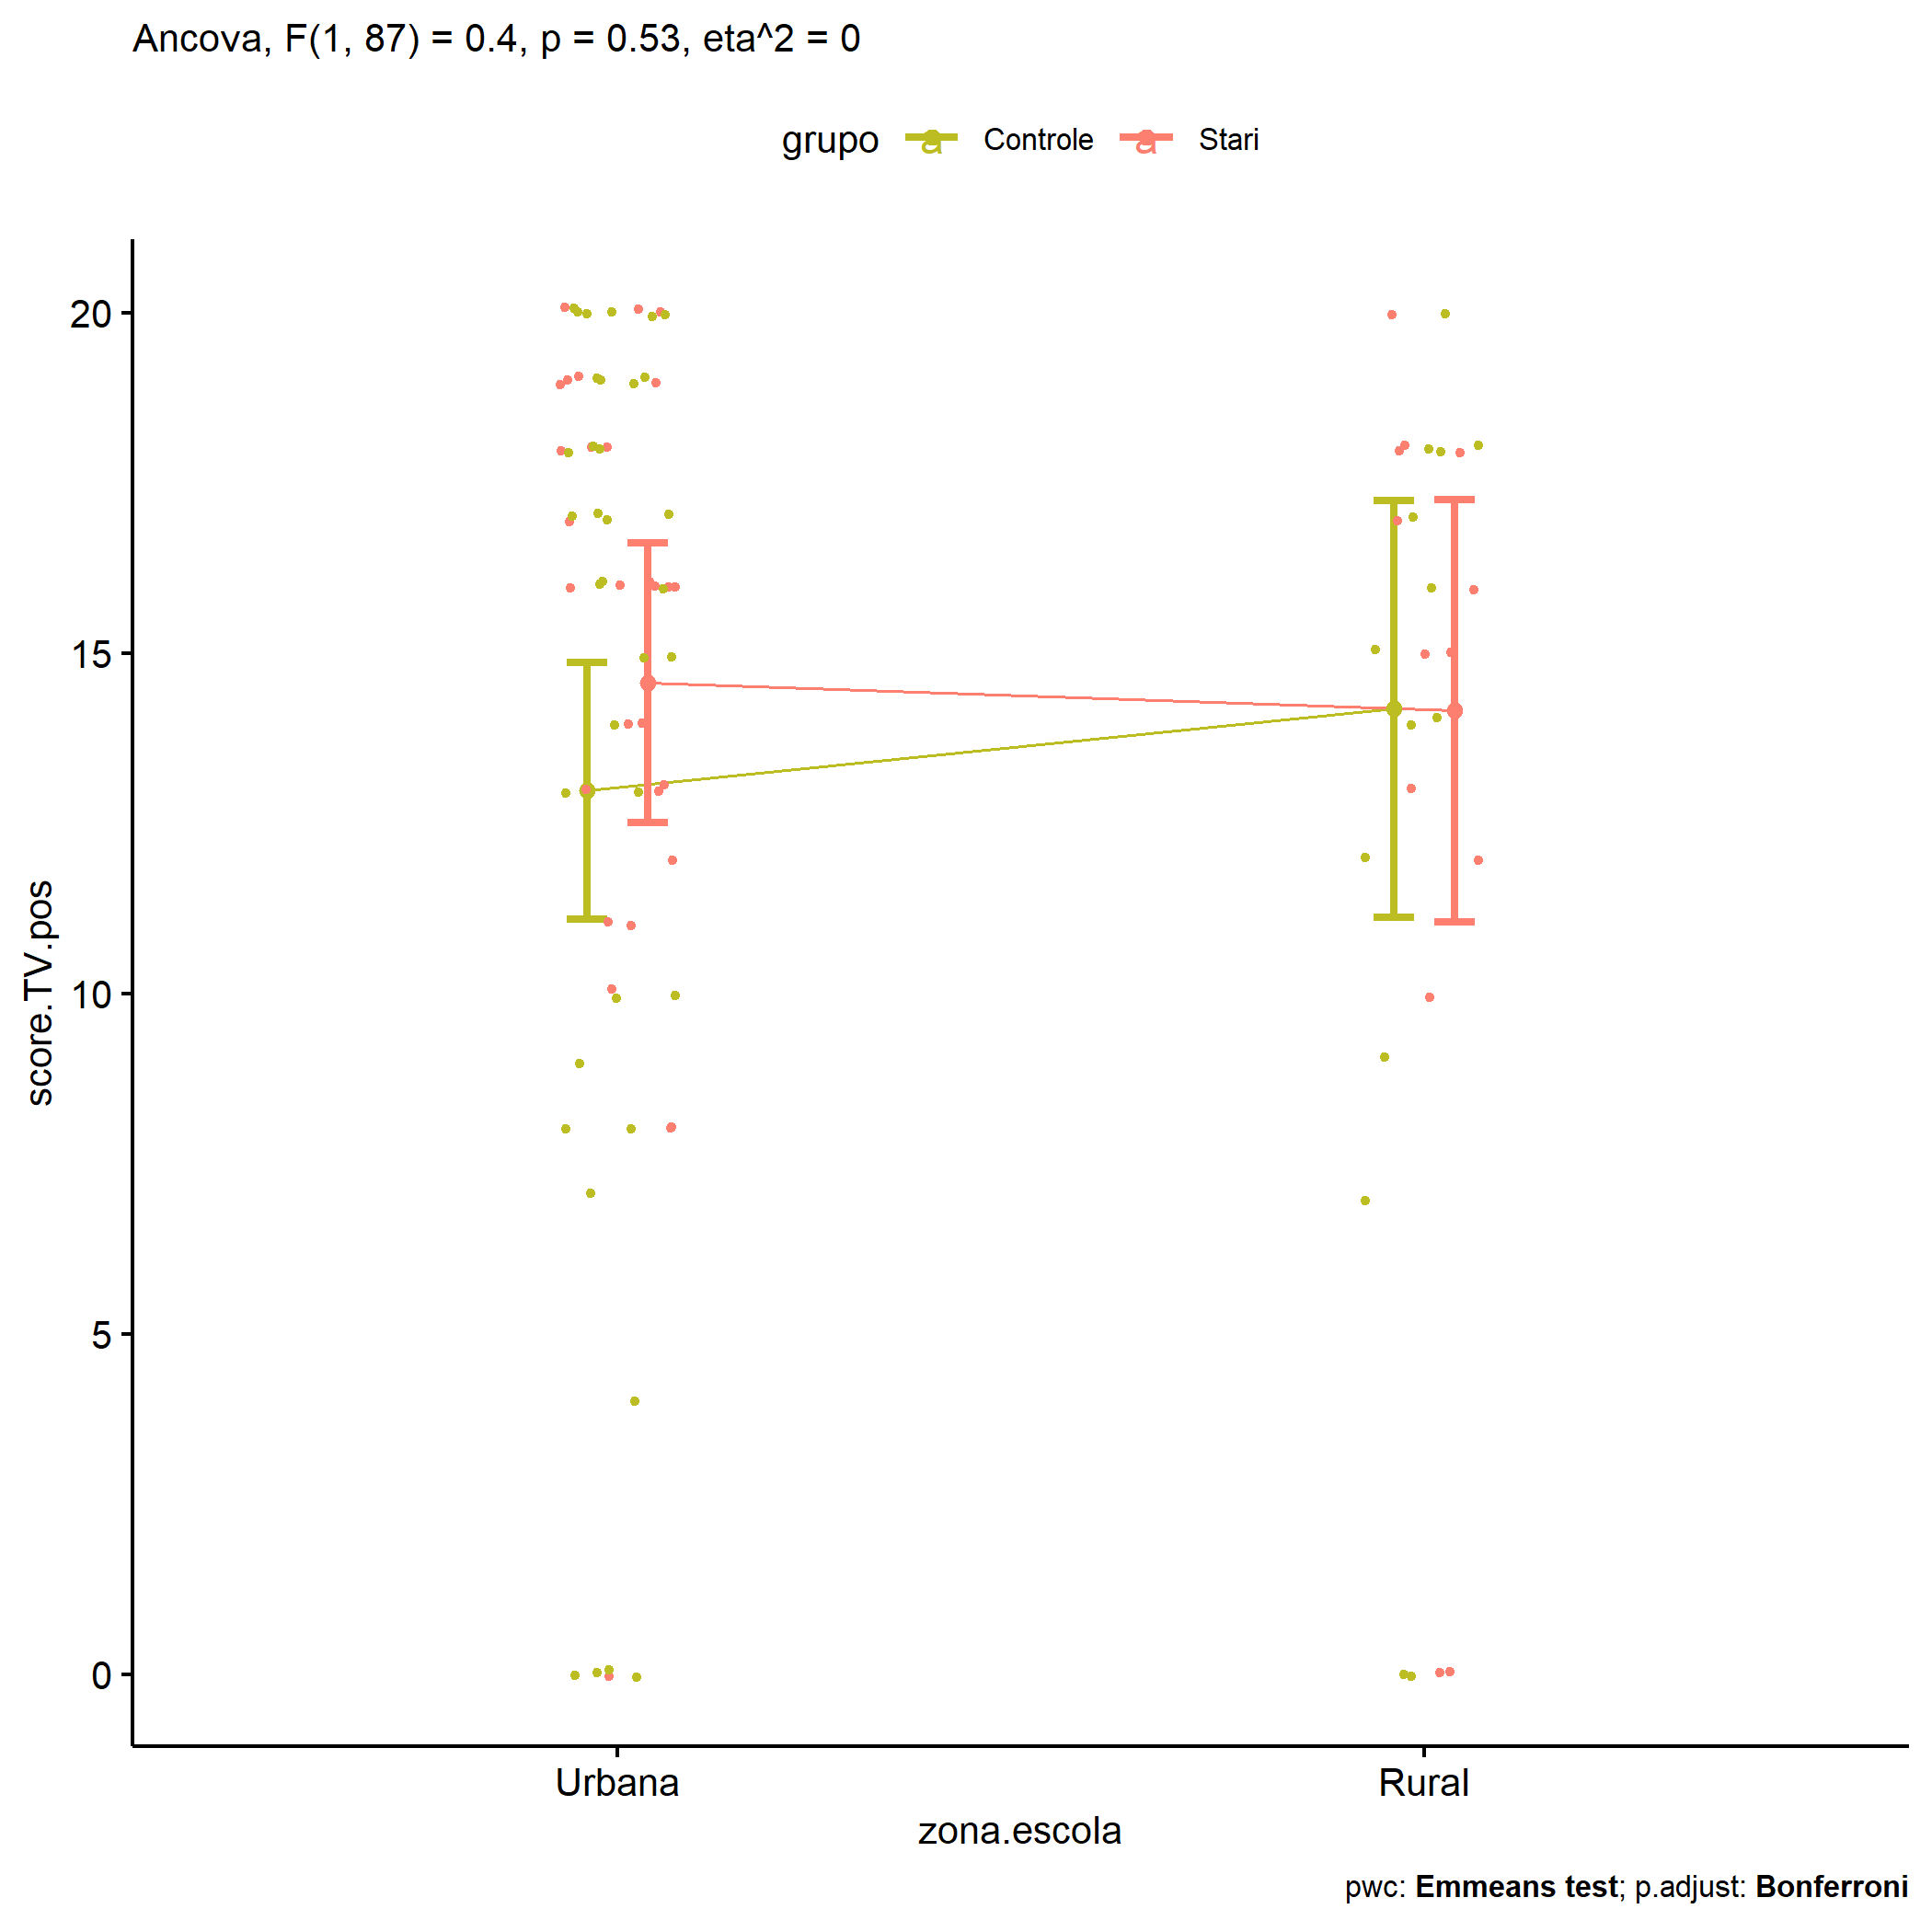 Ancova, F(1, 87) = 0.4, p = 0.53, eta^2 = 0
grupo a Controle a Stari
20
15
10
5
0
score.TV.pos
Urbana Rural
zona.escola
pwc: Emmeans test; p.adjust: Bonferroni